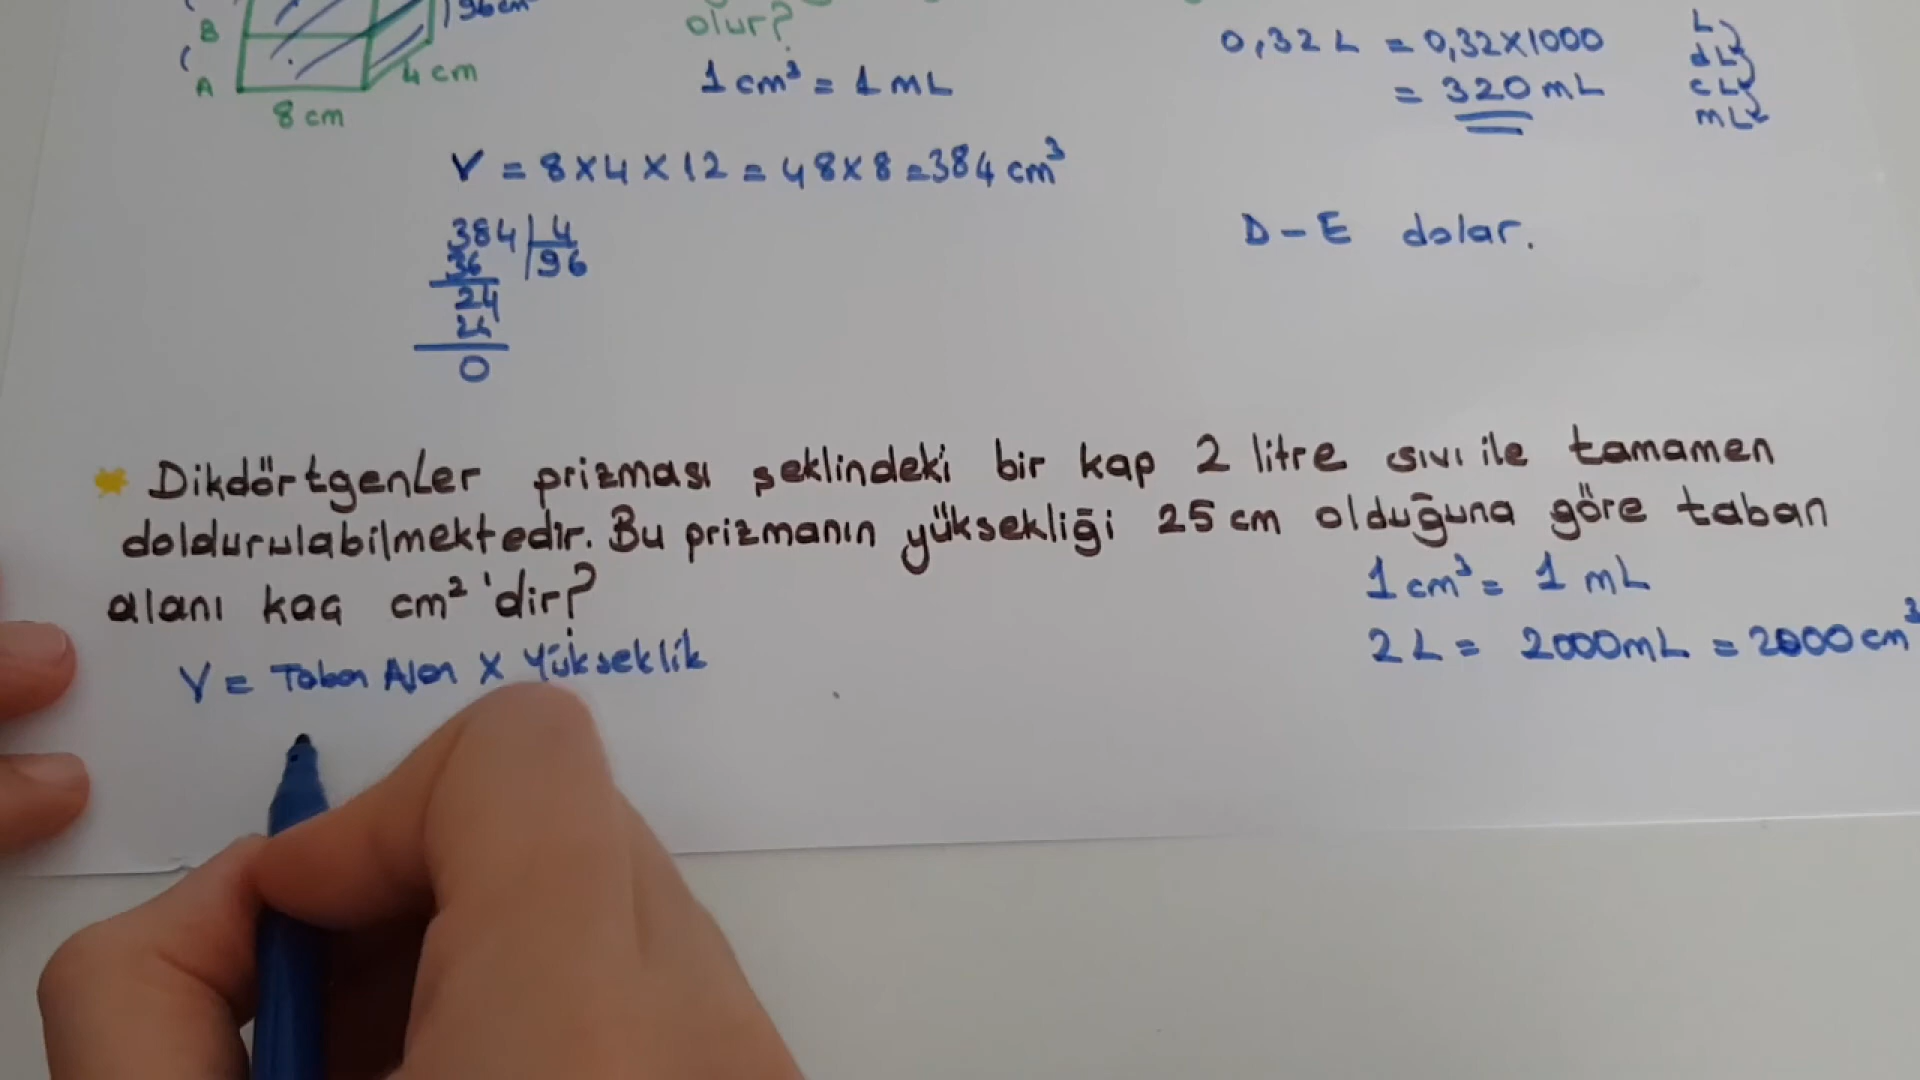 B
A
8 cm
4 cm
96 cm
olur?
1 cm³ = 1 mL
0,32 L = 0,32x1000
= 320 mL
L
dL
cL
mL
V = 8 x 4 x 12 = 48 x 8 = 384 cm³
384 | 4
36 | 96
24
24
0
D - E dolar.
* Dikdörtgenler prizması şeklindeki bir kap 2 litre sıvı ile tamamen
doldurulabilmektedir. Bu prizmanın yüksekliği 25 cm olduğuna göre taban
alanı kaç cm² 'dir?
1 cm³ = 1 mL
2 L = 2000 mL = 2000 cm³
V = Taban Alan x Yükseklik